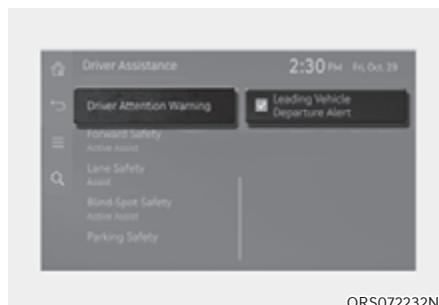 Driver Assistance
2:30 PM Fri, Oct. 29
Driver Attention Warning
Leading Vehicle
Departure Alert
Forward Safety
Active Assist
Lane Safety
Assist
Blind-Spot Safety
Active Assist
Parking Safety
ORS072232N